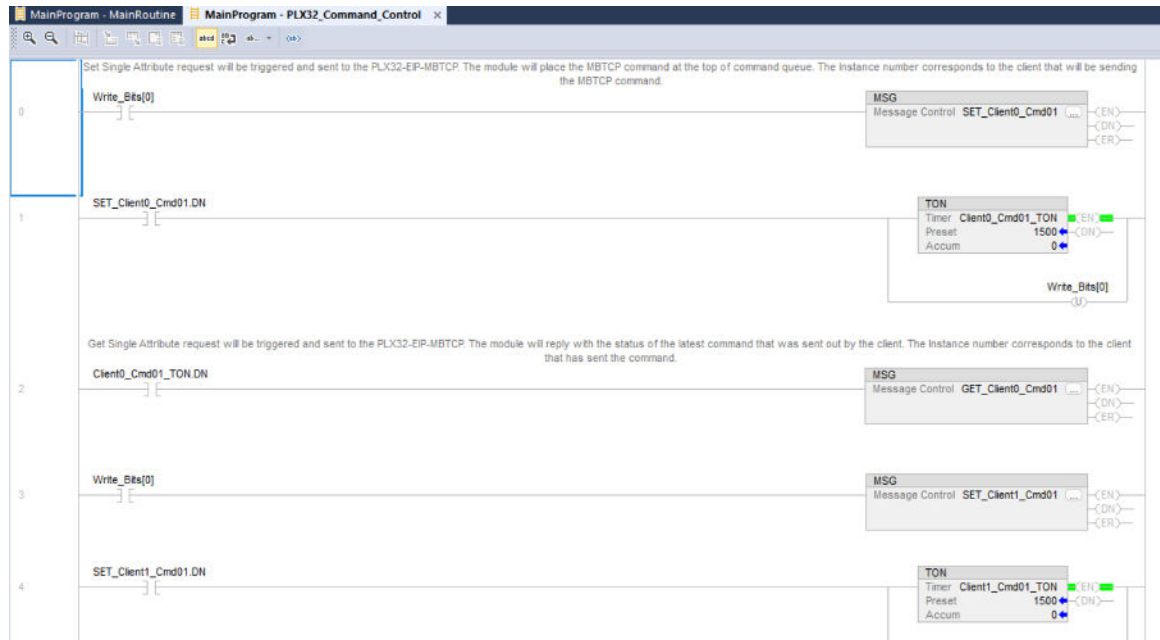 MainProgram - MainRoutine
MainProgram - PLX32_Command_Control ×
Set Single Attribute request will be triggered and sent to the PLX32-EIP-MBTCP. The module will place the MBTCP command at the top of command queue. The Instance number corresponds to the client that will be sending
the MBTCP command.
0
Write_Bits[0]
MSG
Message Control SET_Client0_Cmd01 ...
(EN)
(DN)
(ER)
1
SET_Client0_Cmd01.DN
TON
Timer Client0_Cmd01_TON
(EN)
Preset 1500
(DN)
Accum 0
Write_Bits[0]
(U)
Get Single Attribute request will be triggered and sent to the PLX32-EIP-MBTCP. The module will reply with the status of the latest command that was sent out by the client. The Instance number corresponds to the client
that has sent the command.
2
Client0_Cmd01_TON.DN
MSG
Message Control GET_Client0_Cmd01 ...
(EN)
(DN)
(ER)
3
Write_Bits[0]
MSG
Message Control SET_Client1_Cmd01 ...
(EN)
(DN)
(ER)
4
SET_Client1_Cmd01.DN
TON
Timer Client1_Cmd01_TON
(EN)
Preset 1500
(DN)
Accum 0